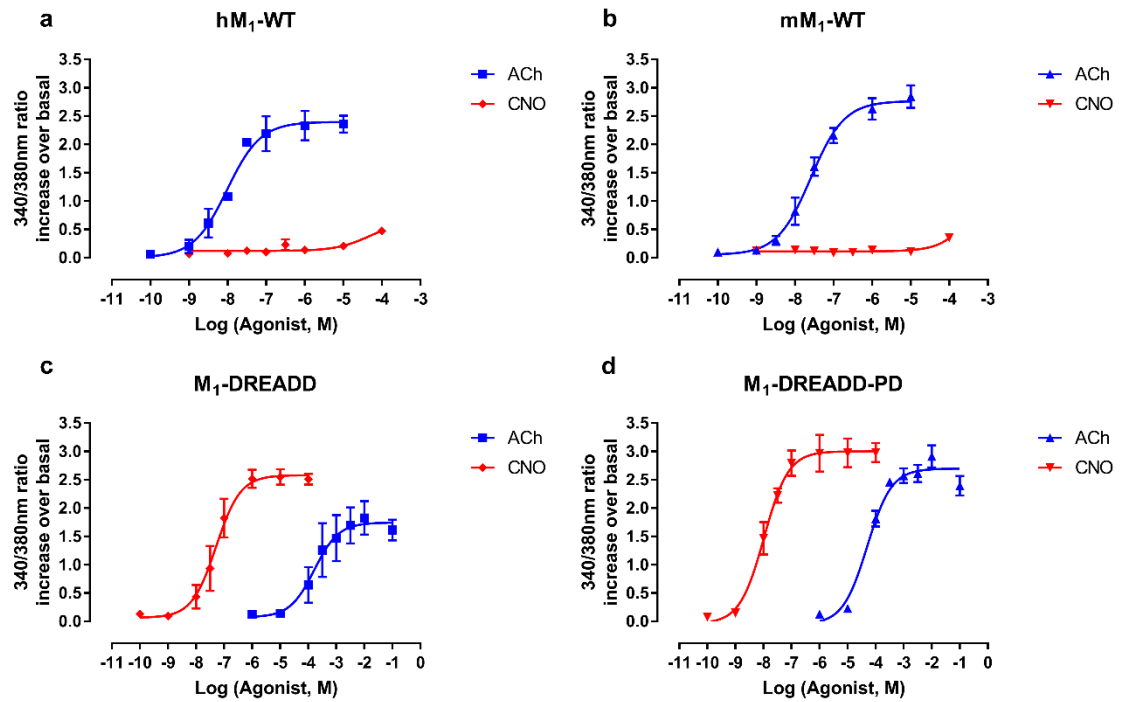 a
hM₁-WT
340/380nm ratio
increase over basal
3.5
3.0
2.5
2.0
1.5
1.0
0.5
0.0
-11 -10 -9 -8 -7 -6 -5 -4 -3
Log (Agonist, M)
ACh
CNO
b
mM₁-WT
340/380nm ratio
increase over basal
3.5
3.0
2.5
2.0
1.5
1.0
0.5
0.0
-11 -10 -9 -8 -7 -6 -5 -4 -3
Log (Agonist, M)
ACh
CNO
c
M₁-DREADD
340/380nm ratio
increase over basal
3.5
3.0
2.5
2.0
1.5
1.0
0.5
0.0
-11 -10 -9 -8 -7 -6 -5 -4 -3 -2 -1 0
Log (Agonist, M)
ACh
CNO
d
M₁-DREADD-PD
340/380nm ratio
increase over basal
3.5
3.0
2.5
2.0
1.5
1.0
0.5
0.0
-11 -10 -9 -8 -7 -6 -5 -4 -3 -2 -1 0
Log (Agonist, M)
ACh
CNO